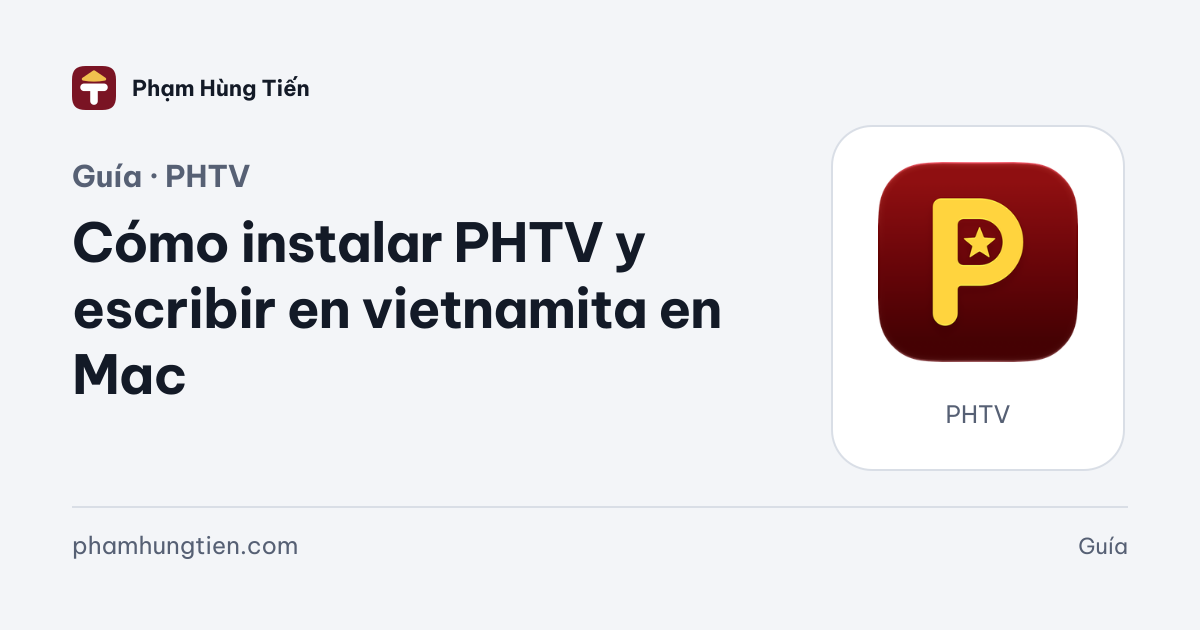 Phạm Hùng Tiến
Guía · PHTV
Cómo instalar PHTV y
escribir en vietnamita en
Mac
PHTV
phamhungtien.com
Guía